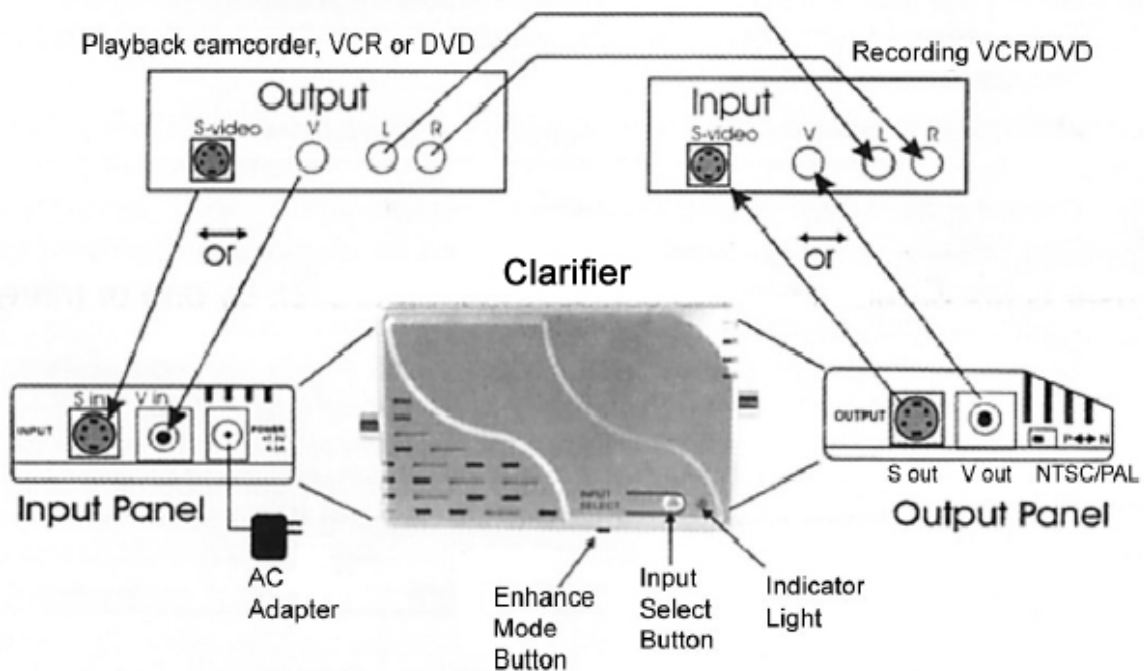 Playback camcorder, VCR or DVD
Recording VCR/DVD
Output
S-video V L R
Input
S-video V L R
or
or
Clarifier
S in V in
POWER
Input Panel
AC
Adapter
INPUT
SELECT
Enhance
Mode
Button
Input
Select
Button
Indicator
Light
OUTPUT
P N
S out V out NTSC/PAL
Output Panel